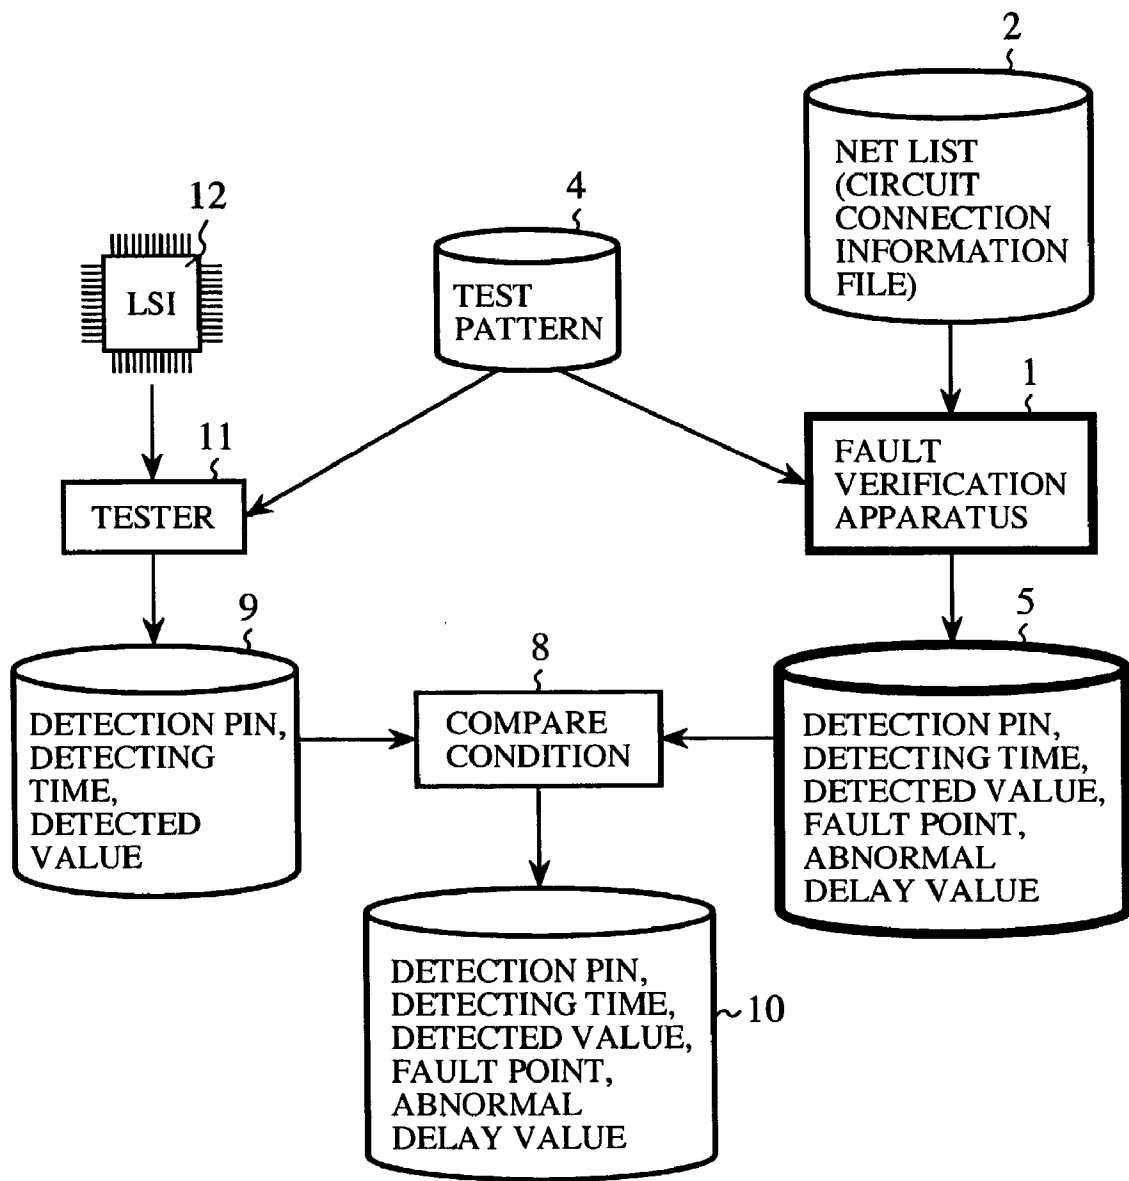 2
NET LIST
(CIRCUIT
CONNECTION
INFORMATION
FILE)
12
LSI
4
TEST
PATTERN
1
FAULT
VERIFICATION
APPARATUS
11
TESTER
9
DETECTION PIN,
DETECTING
TIME,
DETECTED
VALUE
8
COMPARE
CONDITION
5
DETECTION PIN,
DETECTING TIME,
DETECTED VALUE,
FAULT POINT,
ABNORMAL
DELAY VALUE
DETECTION PIN,
DETECTING TIME,
DETECTED VALUE,
FAULT POINT,
ABNORMAL
DELAY VALUE
10